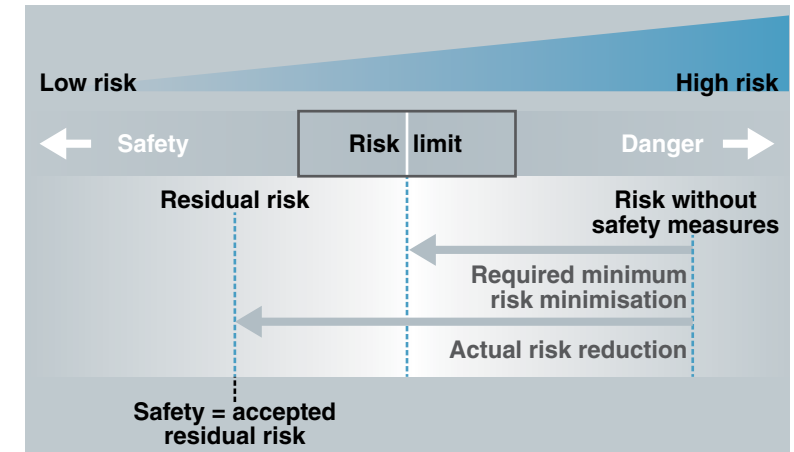 Low risk
High risk
Safety
Risk limit
Danger
Residual risk
Risk without
safety measures
Required minimum
risk minimisation
Actual risk reduction
Safety = accepted
residual risk